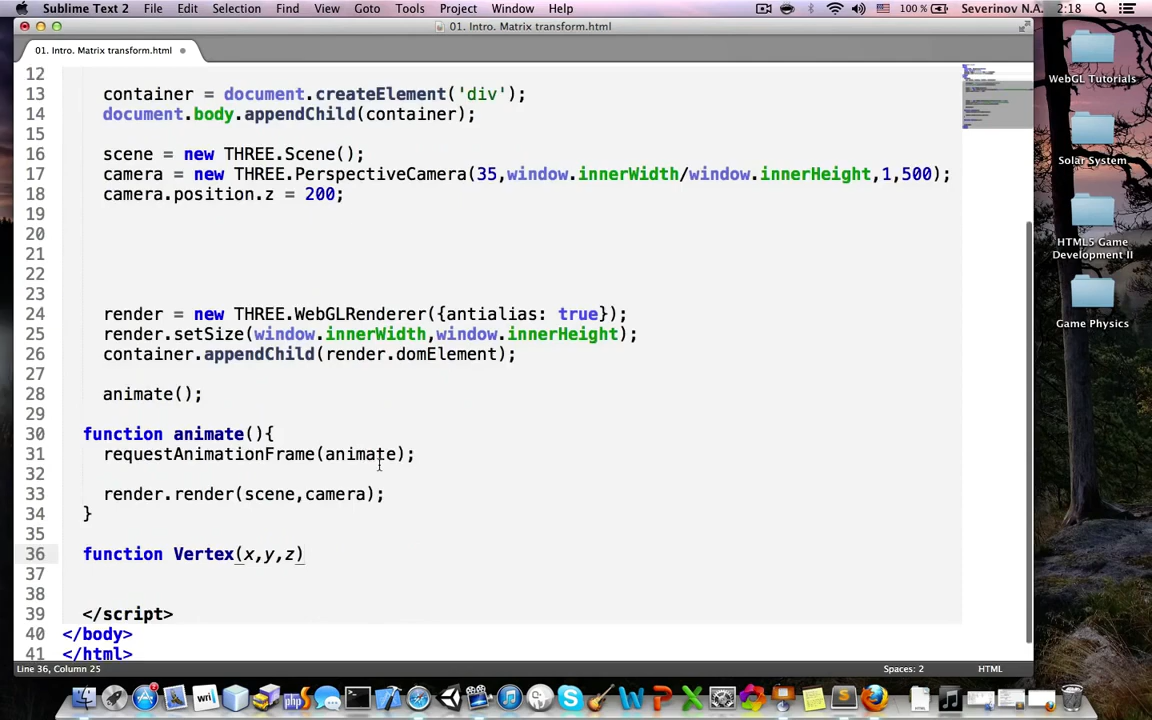 Sublime Text 2 File Edit Selection Find View Goto Tools Project Window Help 100 % 2:18 Severinov N.A.
01. Intro. Matrix transform.html
01. Intro. Matrix transform.html
12
13 container = document.createElement('div');
14 document.body.appendChild(container);
15
16 scene = new THREE.Scene();
17 camera = new THREE.PerspectiveCamera(35,window.innerWidth/window.innerHeight,1,500);
18 camera.position.z = 200;
19
20
21
22
23
24 render = new THREE.WebGLRenderer({antialias: true});
25 render.setSize(window.innerWidth,window.innerHeight);
26 container.appendChild(render.domElement);
27
28 animate();
29
30 function animate(){
31 requestAnimationFrame(animate);
32
33 render.render(scene,camera);
34 }
35
36 function Vertex(x,y,z)
37
38
39 </script>
40 </body>
41 </html>
Line 36, Column 25 Spaces: 2 HTML
WebGL Tutorials
Solar System
HTML5 Game
Development II
Game Physics